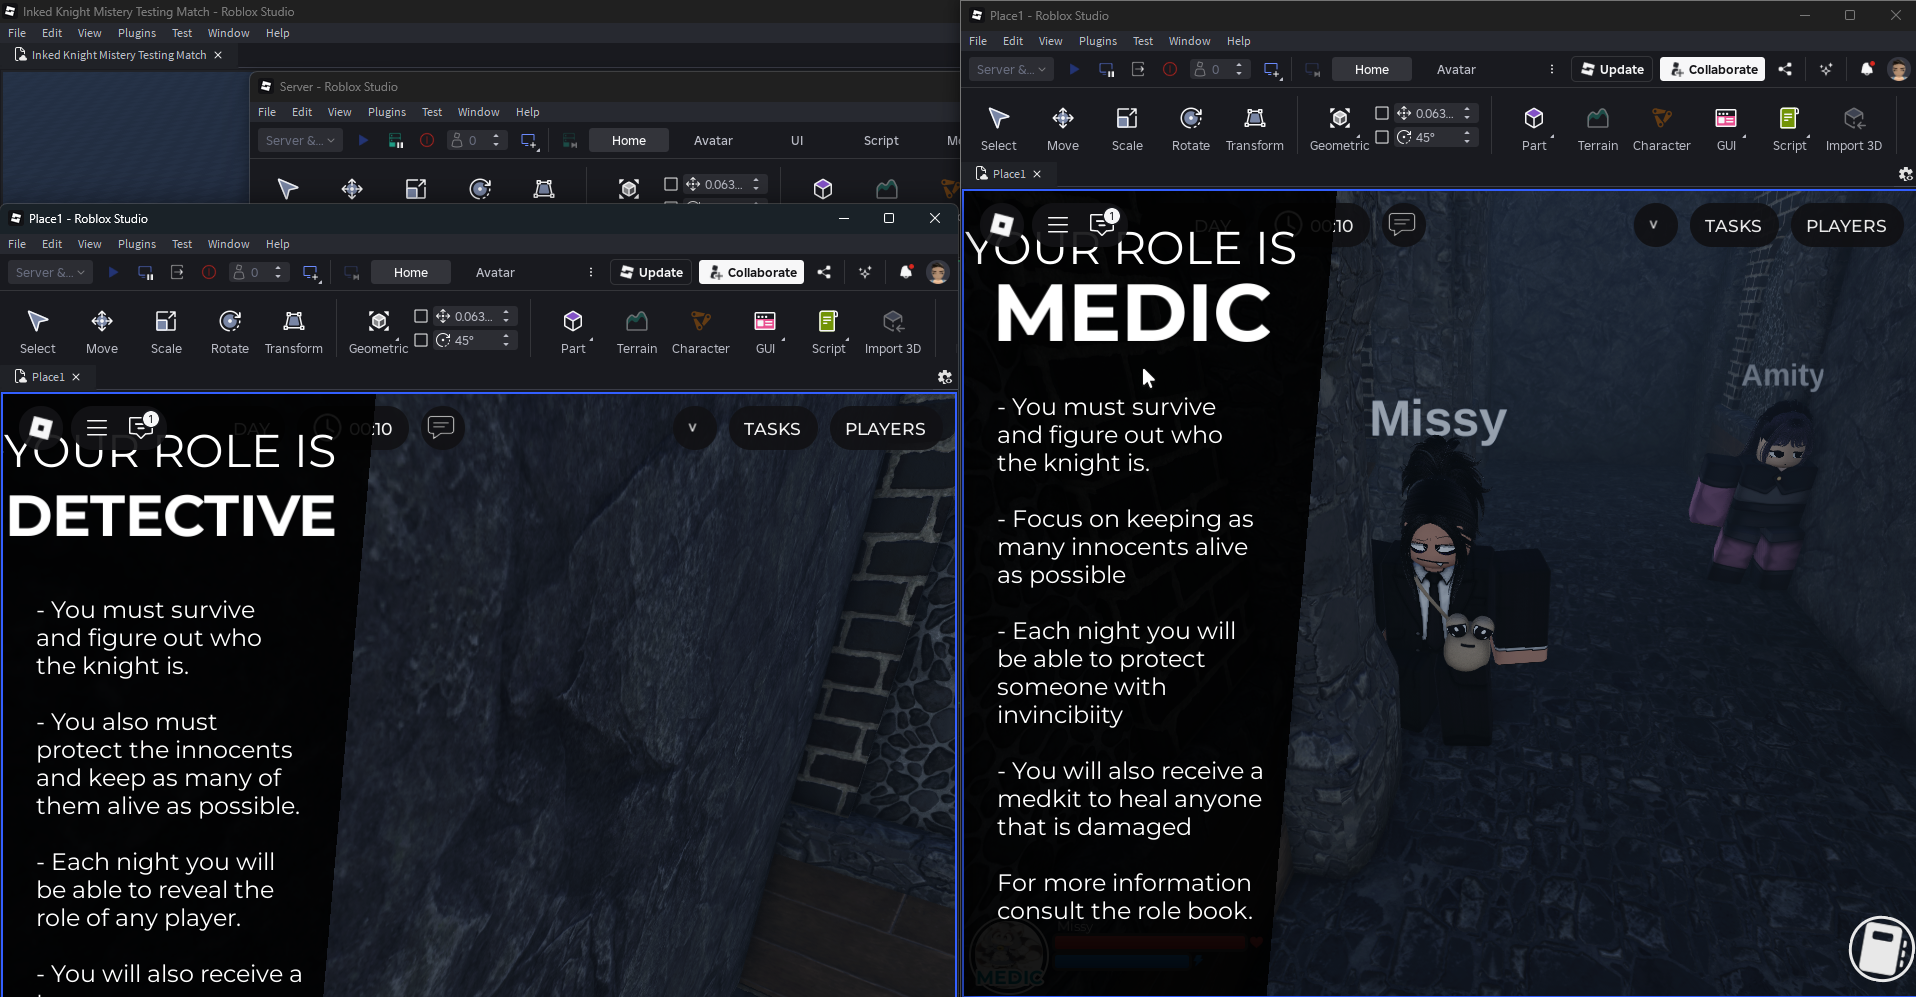 Inked Knight Mistery Testing Match - Roblox Studio
File Edit View Plugins Test Window Help
Inked Knight Mistery Testing Match
Server - Roblox Studio
File Edit View Plugins Test Window Help
Server &... 0 Home Avatar UI Script
0.063...
Place1 - Roblox Studio
File Edit View Plugins Test Window Help
Server &... 0 Home Avatar Update Collaborate
0.063...
45°
Select Move Scale Rotate Transform Geometric Part Terrain Character GUI Script Import 3D
Place1
1
DAY 00:10 v TASKS PLAYERS
YOUR ROLE IS
DETECTIVE
- You must survive
and figure out who
the knight is.
- You also must
protect the innocents
and keep as many of
them alive as possible.
- Each night you will
be able to reveal the
role of any player.
- You will also receive a
Place1 - Roblox Studio
File Edit View Plugins Test Window Help
Server &... 0 Home Avatar Update Collaborate
0.063...
45°
Select Move Scale Rotate Transform Geometric Part Terrain Character GUI Script Import 3D
Place1
1
DAY 00:10 v TASKS PLAYERS
YOUR ROLE IS
MEDIC
- You must survive
and figure out who
the knight is.
- Focus on keeping as
many innocents alive
as possible
- Each night you will
be able to protect
someone with
invincibiity
- You will also receive a
medkit to heal anyone
that is damaged
For more information
consult the role book.
Missy
MEDIC
Missy
Amity